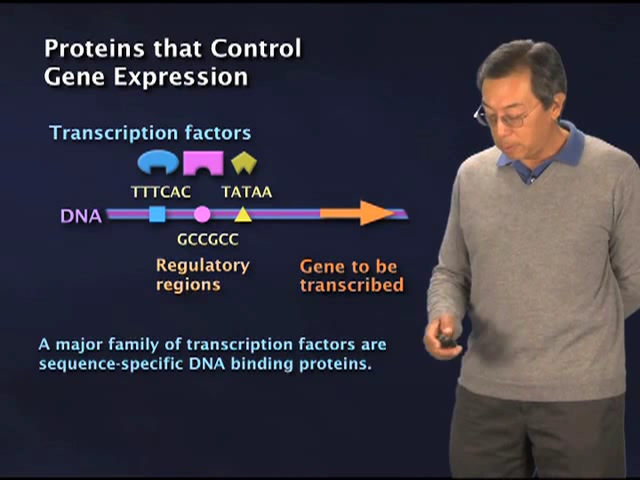 Proteins that Control
Gene Expression
Transcription factors
TTTCAC TATAA
DNA
GCCGCC
Regulatory
regions
Gene to be
transcribed
A major family of transcription factors are
sequence-specific DNA binding proteins.